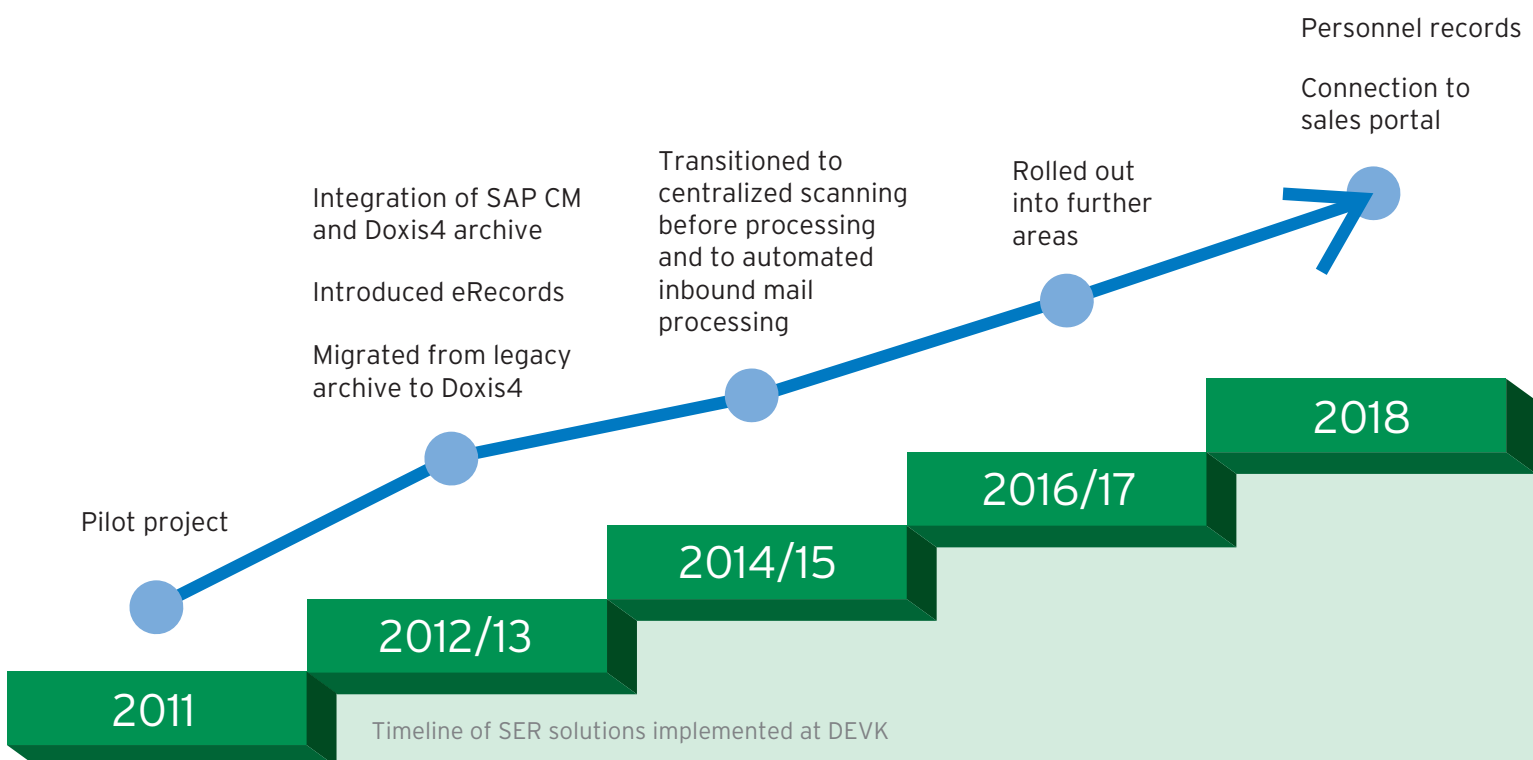 Personnel records
Connection to
sales portal
Rolled out
into further
areas
Transitioned to
centralized scanning
before processing
and to automated
inbound mail
processing
Integration of SAP CM
and Doxis4 archive
Introduced eRecords
Migrated from legacy
archive to Doxis4
Pilot project
2011
2012/13
2014/15
2016/17
2018
Timeline of SER solutions implemented at DEVK